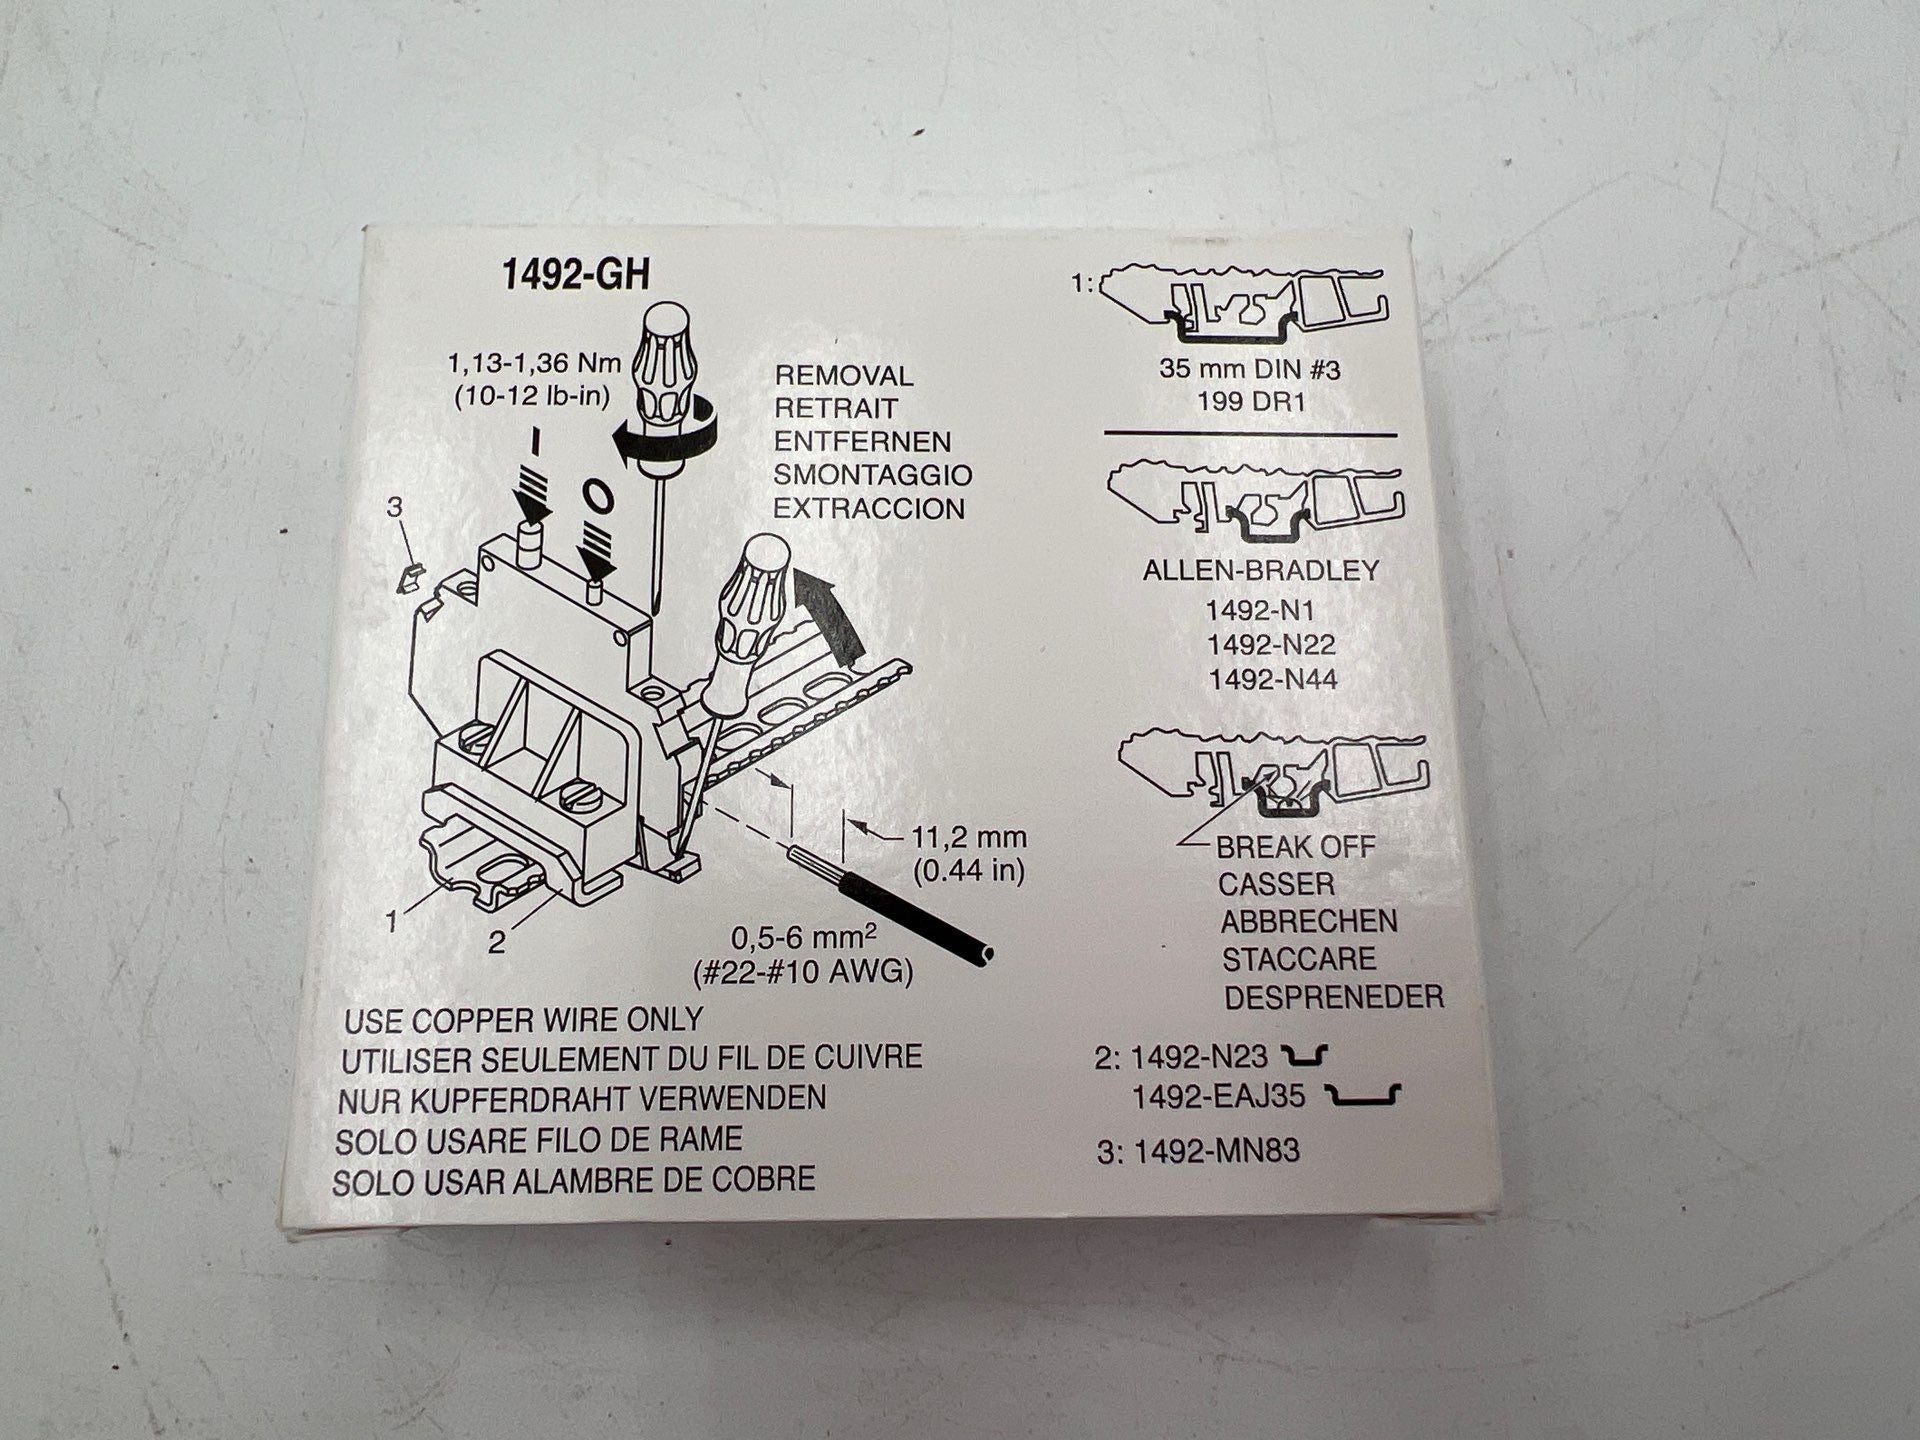 1492-GH
1,13-1,36 Nm
(10-12 lb-in)
I
O
3
REMOVAL
RETRAIT
ENTFERNEN
SMONTAGGIO
EXTRACCION
11,2 mm
(0.44 in)
1
2
0,5-6 mm²
(#22-#10 AWG)
USE COPPER WIRE ONLY
UTILISER SEULEMENT DU FIL DE CUIVRE
NUR KUPFERDRAHT VERWENDEN
SOLO USARE FILO DE RAME
SOLO USAR ALAMBRE DE COBRE
1:
35 mm DIN #3
199 DR1
ALLEN-BRADLEY
1492-N1
1492-N22
1492-N44
BREAK OFF
CASSER
ABBRECHEN
STACCARE
DESPRENEDER
2: 1492-N23
1492-EAJ35
3: 1492-MN83